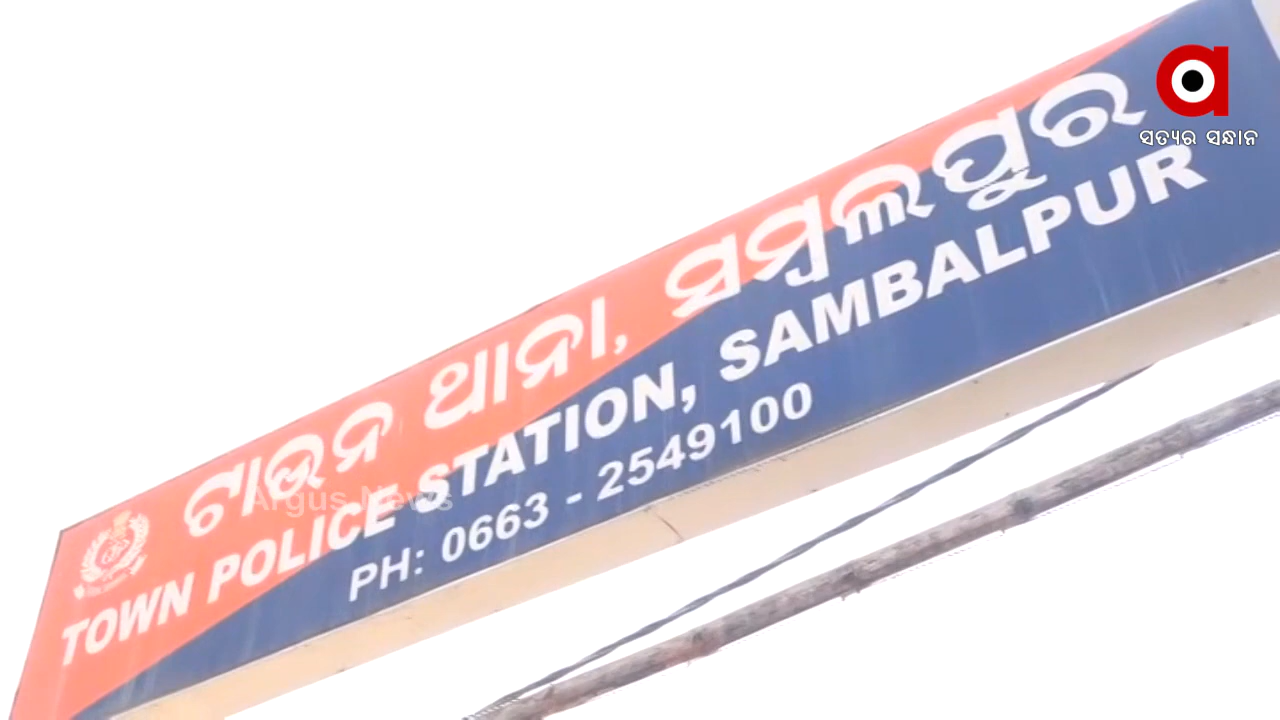 ସତ୍ୟର ସନ୍ଧାନ
ଟାଉନ ଥାନା, ସମ୍ବଲପୁର
TOWN POLICE STATION, SAMBALPUR
PH: 0663 - 2549100
Argus News